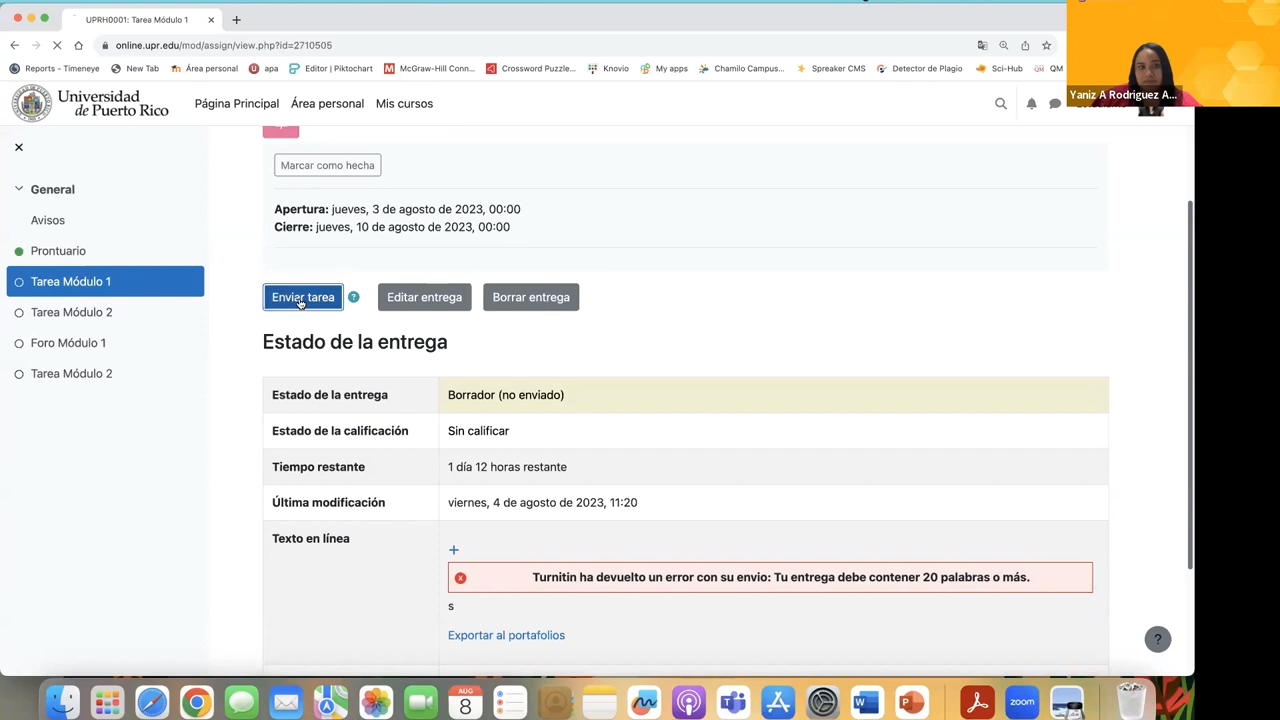 UPRH0001: Tarea Módulo 1
online.upr.edu/mod/assign/view.php?id=2710505
Reports - Timeneye
New Tab
Área personal
apa
Editor | Piktochart
McGraw-Hill Conn...
Crossword Puzzle...
Knovio
My apps
Chamilo Campus...
Spreaker CMS
Detector de Plagio
Sci-Hub
QM
Yaniz A Rodríguez A...
Universidad
de Puerto Rico
Página Principal
Área personal
Mis cursos
Marcar como hecha
General
Avisos
Prontuario
Tarea Módulo 1
Tarea Módulo 2
Foro Módulo 1
Tarea Módulo 2
Apertura: jueves, 3 de agosto de 2023, 00:00
Cierre: jueves, 10 de agosto de 2023, 00:00
Enviar tarea
?
Editar entrega
Borrar entrega
Estado de la entrega
Estado de la entrega
Borrador (no enviado)
Estado de la calificación
Sin calificar
Tiempo restante
1 día 12 horas restante
Última modificación
viernes, 4 de agosto de 2023, 11:20
Texto en línea
Turnitin ha devuelto un error con su envio: Tu entrega debe contener 20 palabras o más.
s
Exportar al portafolios
?
AUG
8
zoom